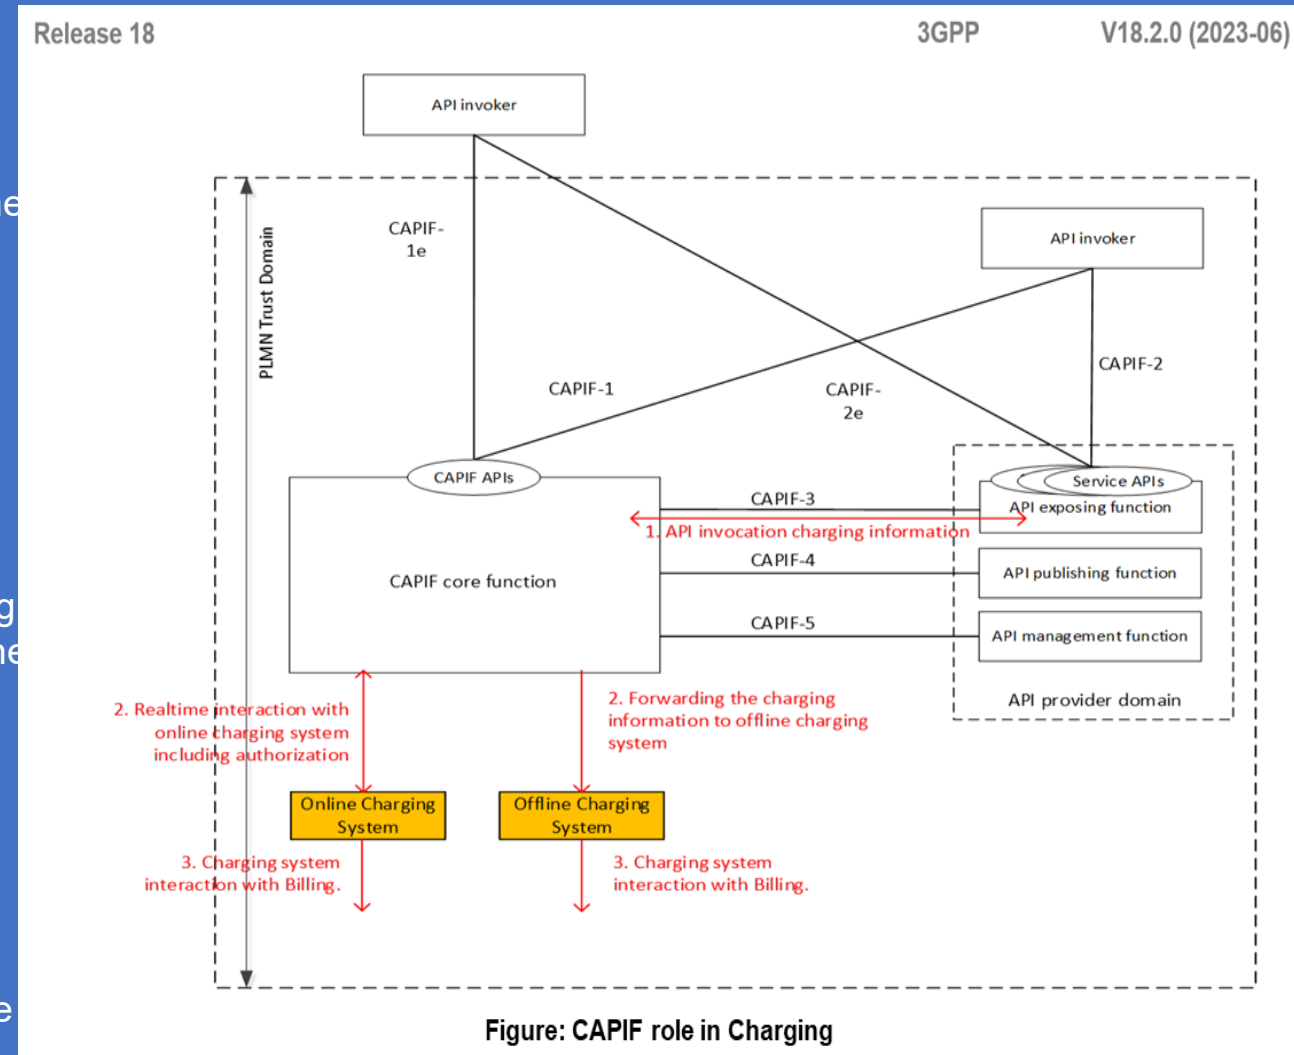 Release 18 3GPP V18.2.0 (2023-06)
API invoker
API invoker
PLMN Trust Domain
CAPIF-
1e
CAPIF-1
CAPIF-
2e
CAPIF-2
CAPIF APIs
Service APIs
API exposing function
CAPIF-3
1. API invocation charging information
CAPIF-4
API publishing function
CAPIF core function
CAPIF-5
API management function
API provider domain
2. Realtime interaction with
online charging system
including authorization
2. Forwarding the charging
information to offline charging
system
Online Charging
System
Offline Charging
System
3. Charging system
interaction with Billing.
3. Charging system
interaction with Billing.
Figure: CAPIF role in Charging